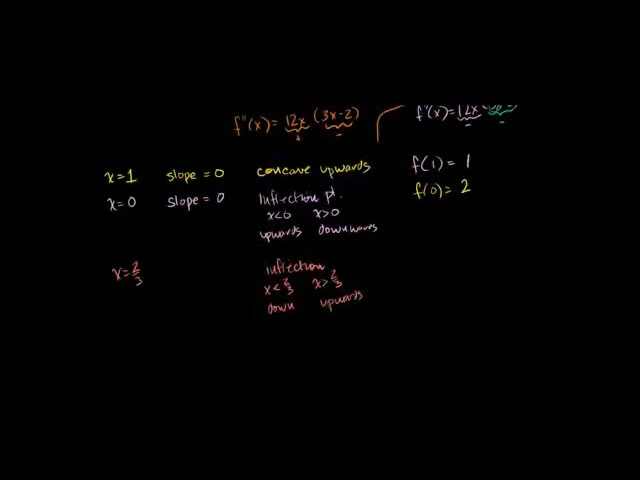 f''(x) = 12x (3x-2)
+ -
f''(x) = 12x
- -
x = 1 slope = 0 concave upwards f(1) = 1
x = 0 slope = 0 Inflection pt. f(0) = 2
x<0 x>0
upwards downwards
x = 2/3 inflection
x < 2/3 x > 2/3
down upwards